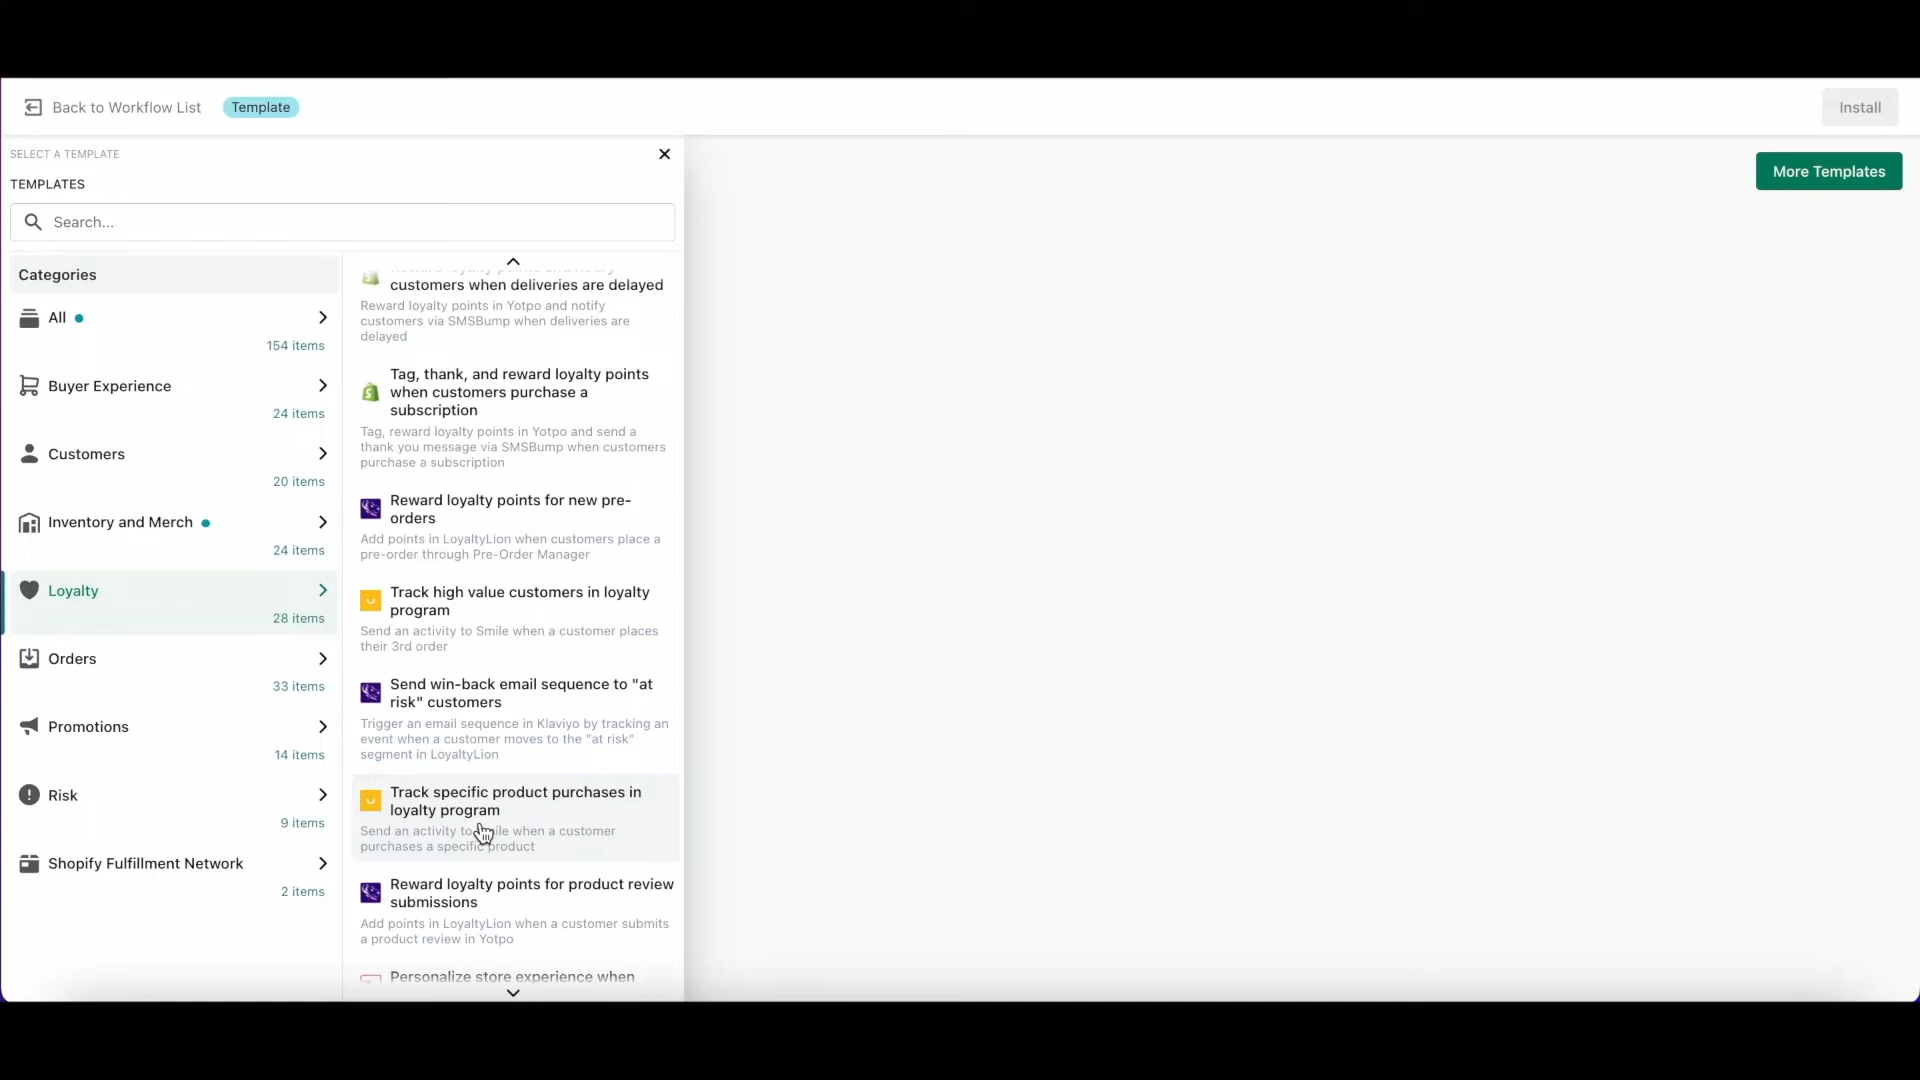 Back to Workflow List
Template
Install
SELECT A TEMPLATE
More Templates
TEMPLATES
Search...
Categories
All
154 items
Buyer Experience
24 items
Customers
20 items
Inventory and Merch
24 items
Loyalty
28 items
Orders
33 items
Promotions
14 items
Risk
9 items
Shopify Fulfillment Network
2 items
customers when deliveries are delayed
Reward loyalty points in Yotpo and notify
customers via SMSBump when deliveries are
delayed
Tag, thank, and reward loyalty points
when customers purchase a
subscription
Tag, reward loyalty points in Yotpo and send a
thank you message via SMSBump when customers
purchase a subscription
Reward loyalty points for new pre-
orders
Add points in LoyaltyLion when customers place a
pre-order through Pre-Order Manager
Track high value customers in loyalty
program
Send an activity to Smile when a customer places
their 3rd order
Send win-back email sequence to "at
risk" customers
Trigger an email sequence in Klaviyo by tracking an
event when a customer moves to the "at risk"
segment in LoyaltyLion
Track specific product purchases in
loyalty program
Send an activity to Smile when a customer
purchases a specific product
Reward loyalty points for product review
submissions
Add points in LoyaltyLion when a customer submits
a product review in Yotpo
Personalize store experience when